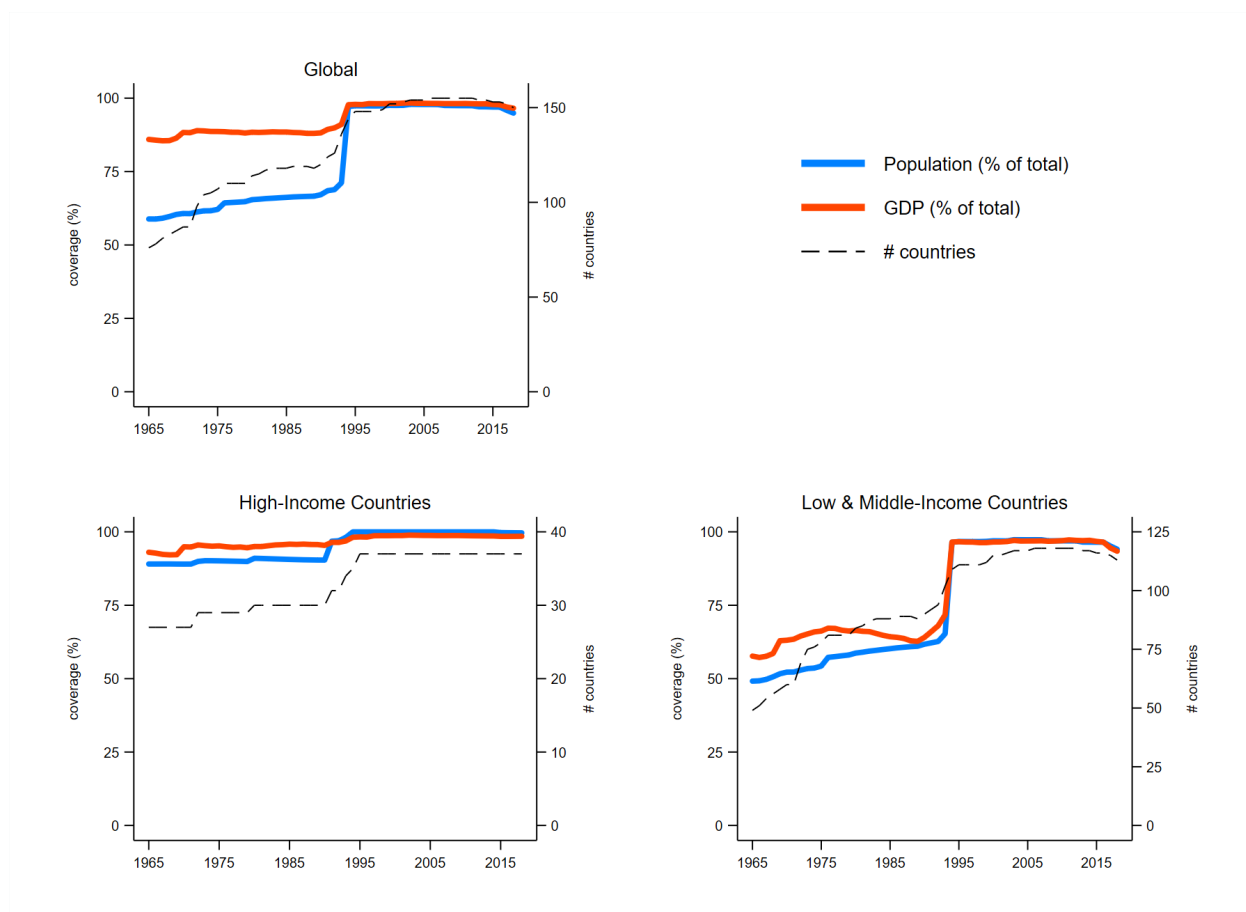 Global
100
75
50
25
0
coverage (%)
150
100
50
0
# countries
1965 1975 1985 1995 2005 2015
Population (% of total)
GDP (% of total)
# countries
High-Income Countries
100
75
50
25
0
coverage (%)
40
30
20
10
0
# countries
1965 1975 1985 1995 2005 2015
Low & Middle-Income Countries
100
75
50
25
0
coverage (%)
125
100
75
50
25
0
# countries
1965 1975 1985 1995 2005 2015